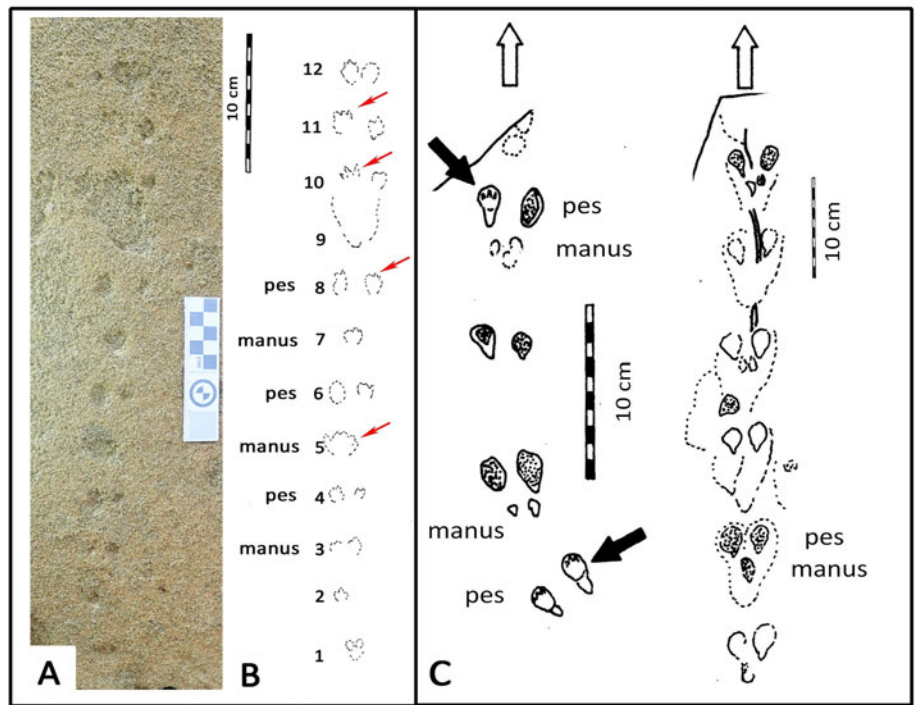 10 cm
12
11
10
9
pes 8
manus 7
pes 6
manus 5
pes 4
manus 3
2
1
A
B
pes
manus
10 cm
manus
pes
10 cm
pes
manus
C